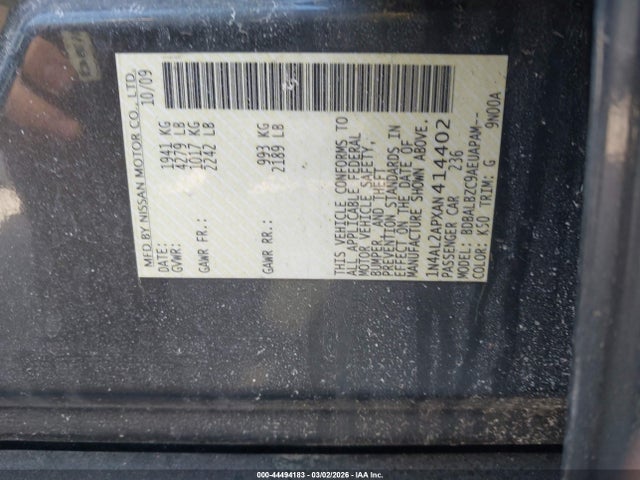 MFD BY NISSAN MOTOR CO., LTD.
DATE: 10/09
GVWR: 1941 KG
4279 LB
GAWR FR: 1017 KG
2242 LB
GAWR RR: 993 KG
2189 LB
THIS VEHICLE CONFORMS TO
ALL APPLICABLE FEDERAL
MOTOR VEHICLE SAFETY,
BUMPER, AND THEFT
PREVENTION STANDARDS IN
EFFECT ON THE DATE OF
MANUFACTURE SHOWN ABOVE.
1N4AL2APXAN414402
PASSENGER CAR 236
MODEL: BDBALBZC9AEUAPAM--
COLOR: K50 TRIM: G 9N00A
000-44494183 | 03/02/2026 | IAA Inc.